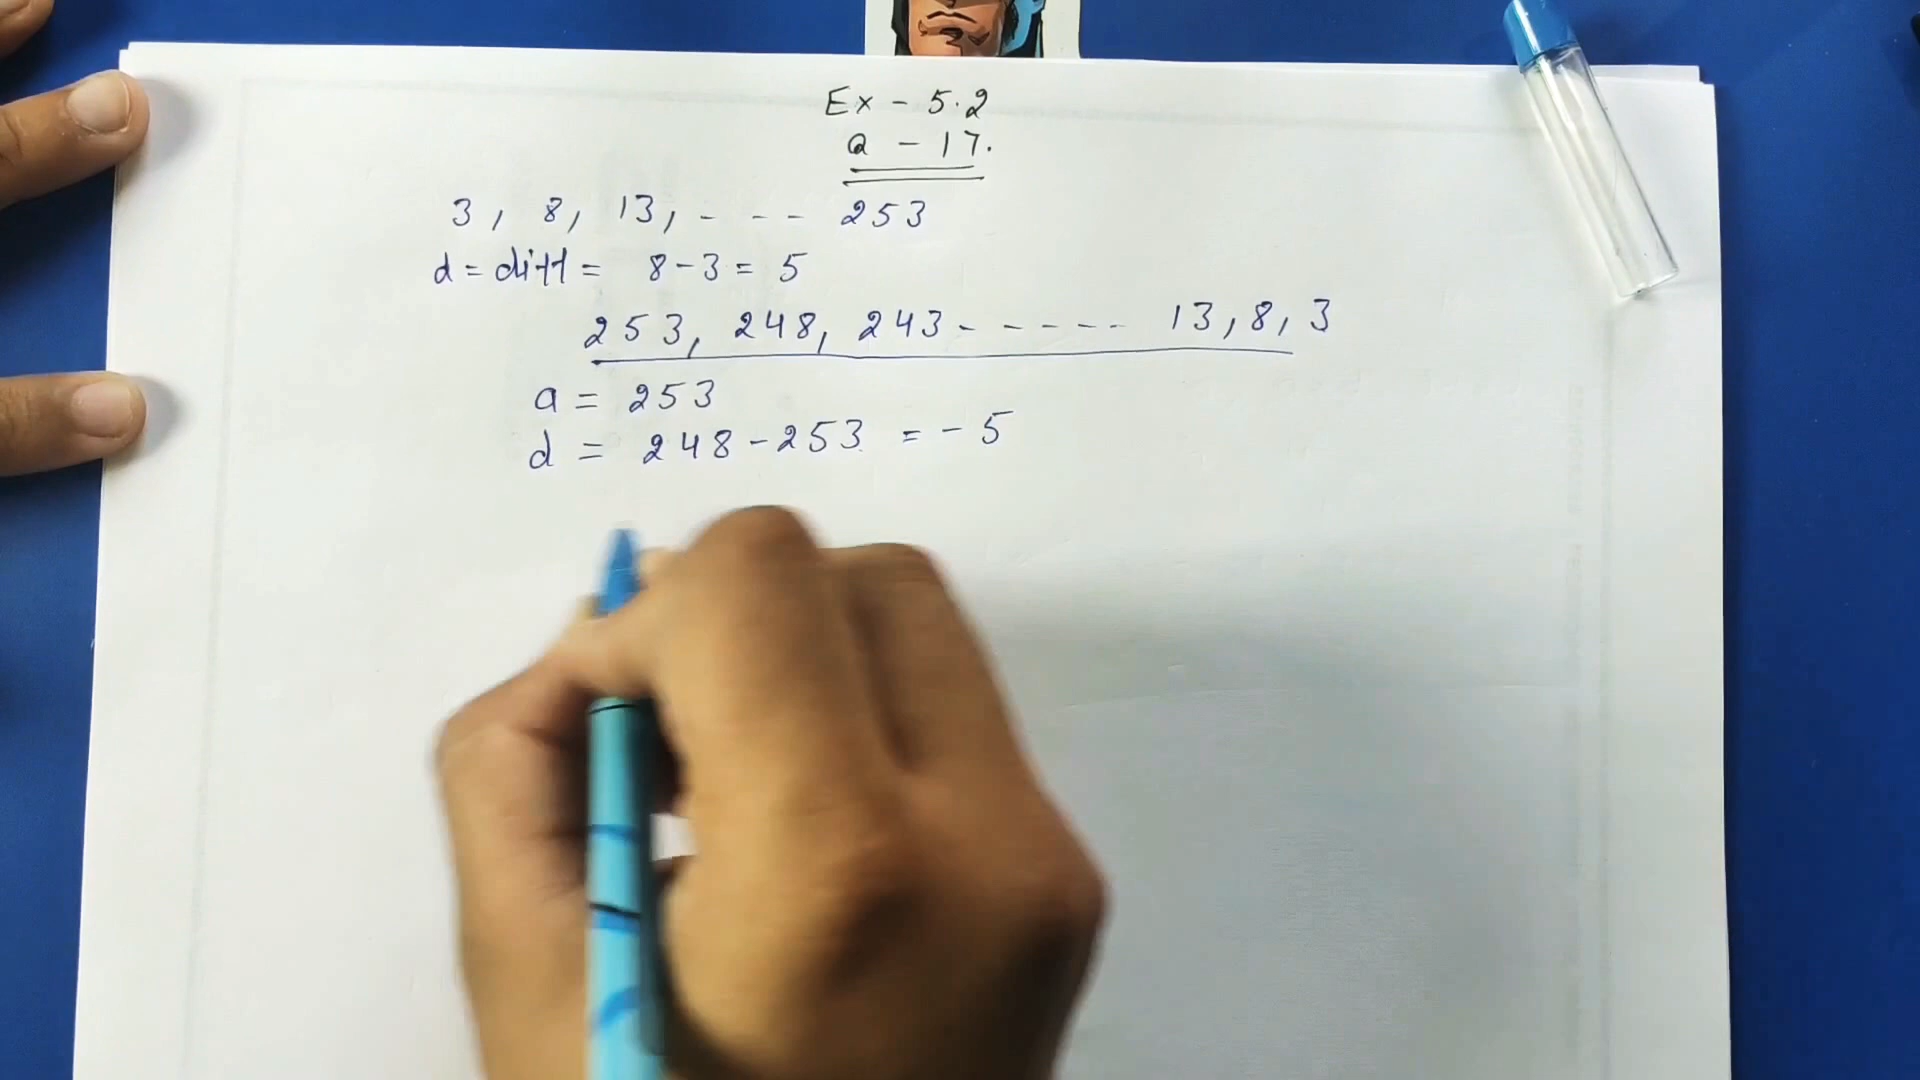 Ex - 5.2
Q - 17.
3, 8, 13, - - - 253
d = diff = 8-3 = 5
253, 248, 243 - - - - - 13, 8, 3
a = 253
d = 248-253 = -5